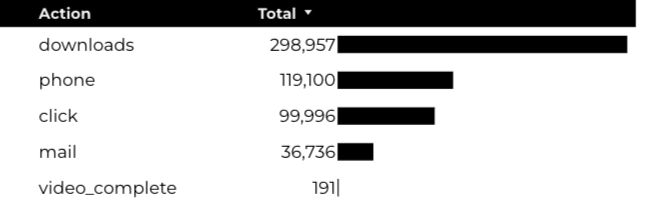 Action Total
downloads 298,957
phone 119,100
click 99,996
mail 36,736
video_complete 191